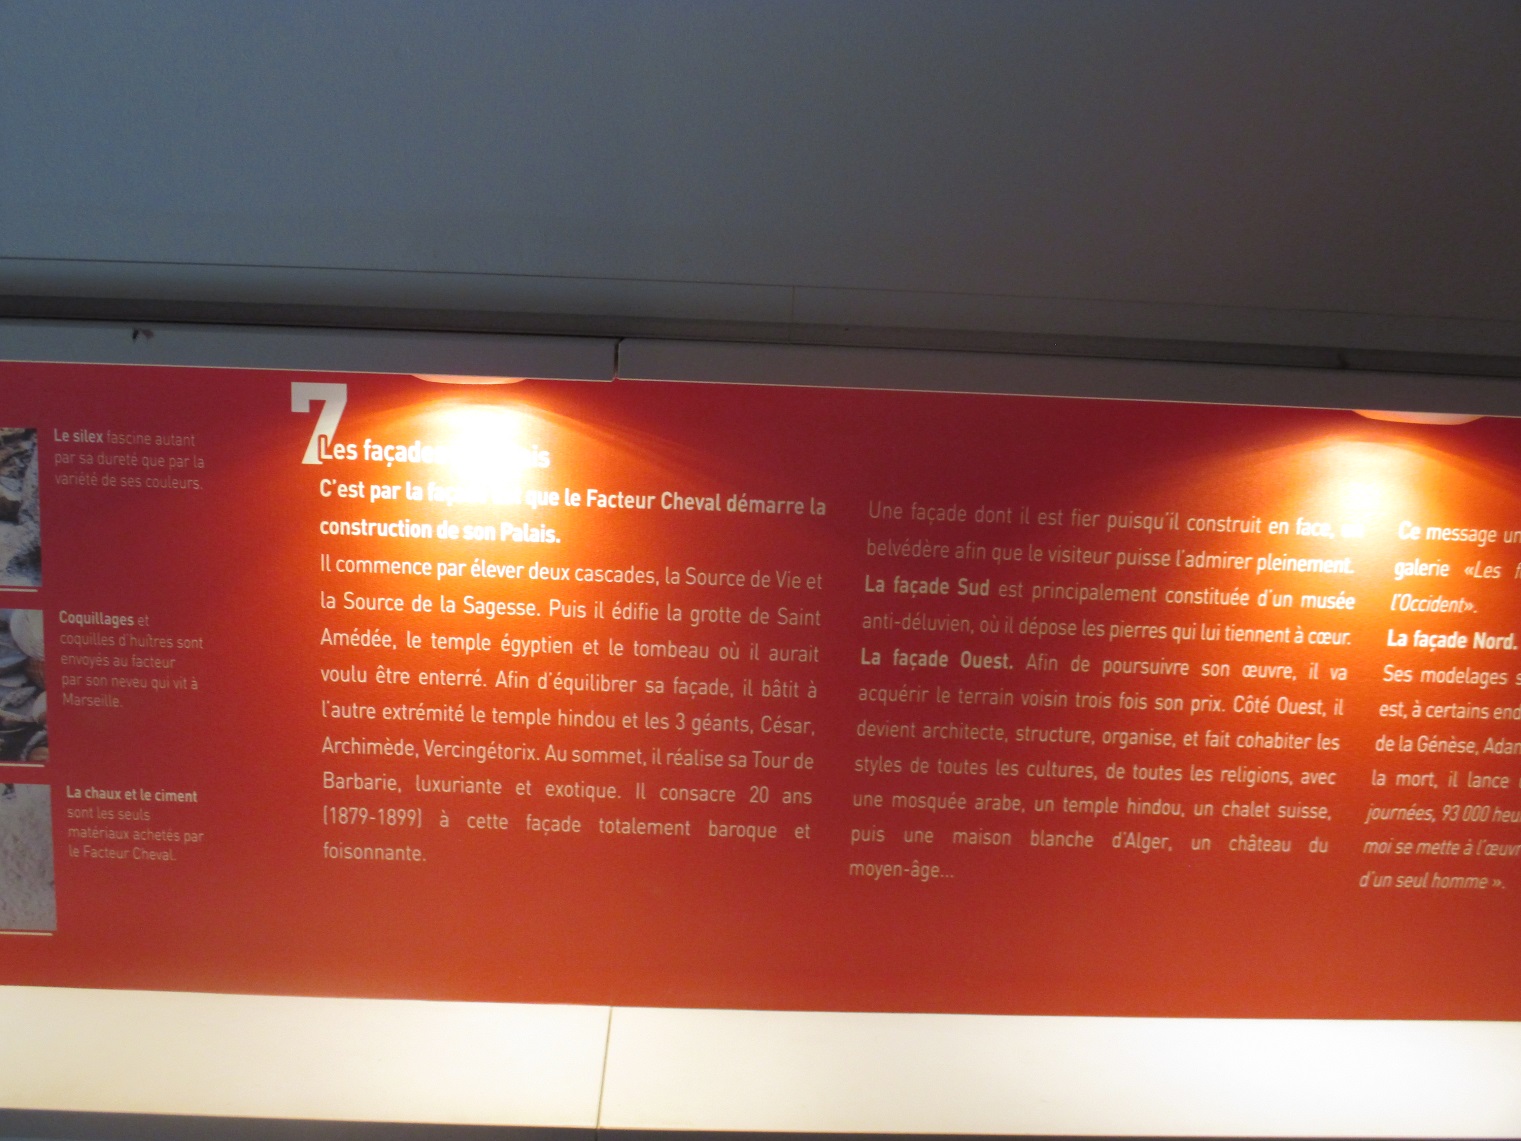 Le silex fascine autant
par sa dureté que par la
variété de ses couleurs.
Coquillages et
coquilles d'huîtres sont
envoyés au facteur
par son neveu qui vit à
Marseille.
La chaux et le ciment
sont les seuls
matériaux achetés par
le Facteur Cheval.
7
Les façades
C'est par la que le Facteur Cheval démarre la
construction de son Palais.
Il commence par élever deux cascades, la Source de Vie et
la Source de la Sagesse. Puis il édifie la grotte de Saint
Amédée, le temple égyptien et le tombeau où il aurait
voulu être enterré. Afin d'équilibrer sa façade, il bâtit à
l'autre extrémité le temple hindou et les 3 géants, César,
Archimède, Vercingétorix. Au sommet, il réalise sa Tour de
Barbarie, luxuriante et exotique. Il consacre 20 ans
(1879-1899) à cette façade totalement baroque et
foisonnante.
Une façade dont il est fier puisqu'il construit en face,
belvédère afin que le visiteur puisse l'admirer pleinement.
La façade Sud est principalement constituée d'un musée
anti-déluvien, où il dépose les pierres qui lui tiennent à cœur.
La façade Ouest. Afin de poursuivre son œuvre, il va
acquérir le terrain voisin trois fois son prix. Côté Ouest, il
devient architecte, structure, organise, et fait cohabiter les
styles de toutes les cultures, de toutes les religions, avec
une mosquée arabe, un temple hindou, un chalet suisse,
puis une maison blanche d'Alger, un château du
moyen-âge...
Ce message
galerie «Les
l'Occident».
La façade Nord.
Ses modelages
est, à certains
de la Génèse,
la mort, il lance
journées, 93 000
moi se mette à
d'un seul homme ».